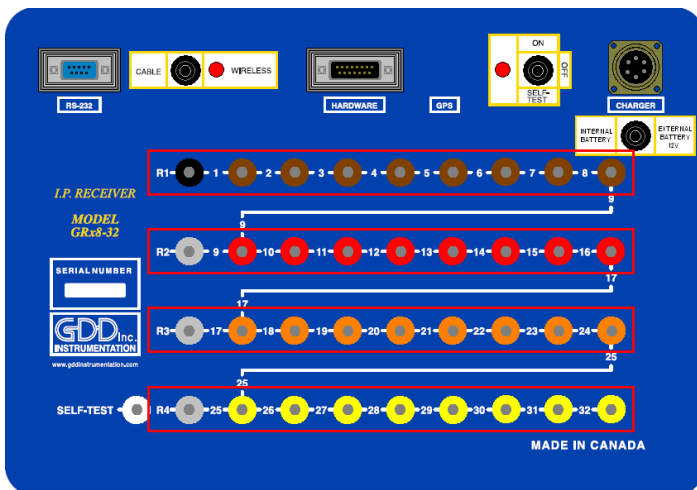 ON
CABLE
WIRELESS
OFF
SELF-
TEST
RS-232
HARDWARE
GPS
CHARGER
INTERNAL
BATTERY
EXTERNAL
BATTERY
12V
R1 1 2 3 4 5 6 7 8
9
I.P. RECEIVER
MODEL
GRx8-32
9
R2 9 10 11 12 13 14 15 16
17
SERIAL NUMBER
17
R3 17 18 19 20 21 22 23 24
25
GDD Inc.
INSTRUMENTATION
www.gddinstrumentation.com
25
SELF-TEST R4 25 26 27 28 29 30 31 32
MADE IN CANADA